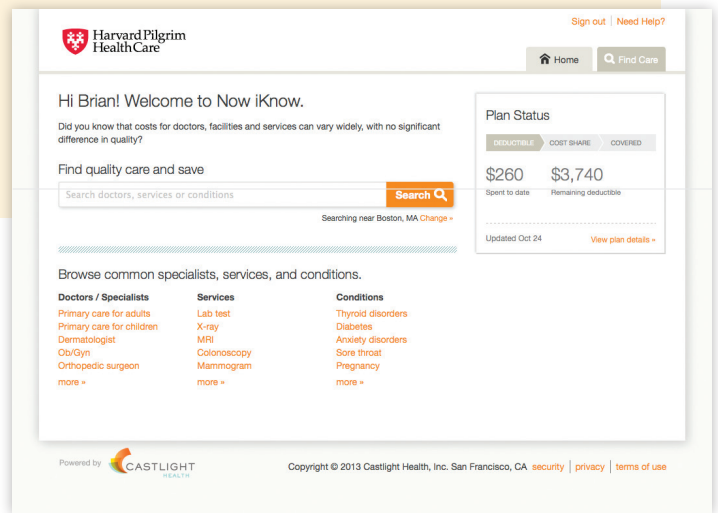 Sign out | Need Help?
Harvard Pilgrim
HealthCare
Home
Find Care
Hi Brian! Welcome to Now iKnow.
Did you know that costs for doctors, facilities and services can vary widely, with no significant
difference in quality?
Find quality care and save
Search doctors, services or conditions
Search
Searching near Boston, MA Change »
Plan Status
DEDUCTIBLE COST SHARE COVERED
$260 $3,740
Spent to date Remaining deductible
Updated Oct 24 View plan details »
Browse common specialists, services, and conditions.
Doctors / Specialists
Primary care for adults
Primary care for children
Dermatologist
Ob/Gyn
Orthopedic surgeon
more »
Services
Lab test
X-ray
MRI
Colonoscopy
Mammogram
more »
Conditions
Thyroid disorders
Diabetes
Anxiety disorders
Sore throat
Pregnancy
more »
Powered by CASTLIGHT
HEALTH
Copyright © 2013 Castlight Health, Inc. San Francisco, CA security | privacy | terms of use